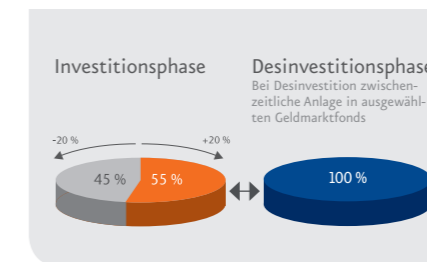 Investitionsphase
Desinvestitionsphase
Bei Desinvestition zwischen-
zeitliche Anlage in ausgewähl-
ten Geldmarktfonds
-20 %
+20 %
45 %
55 %
100 %